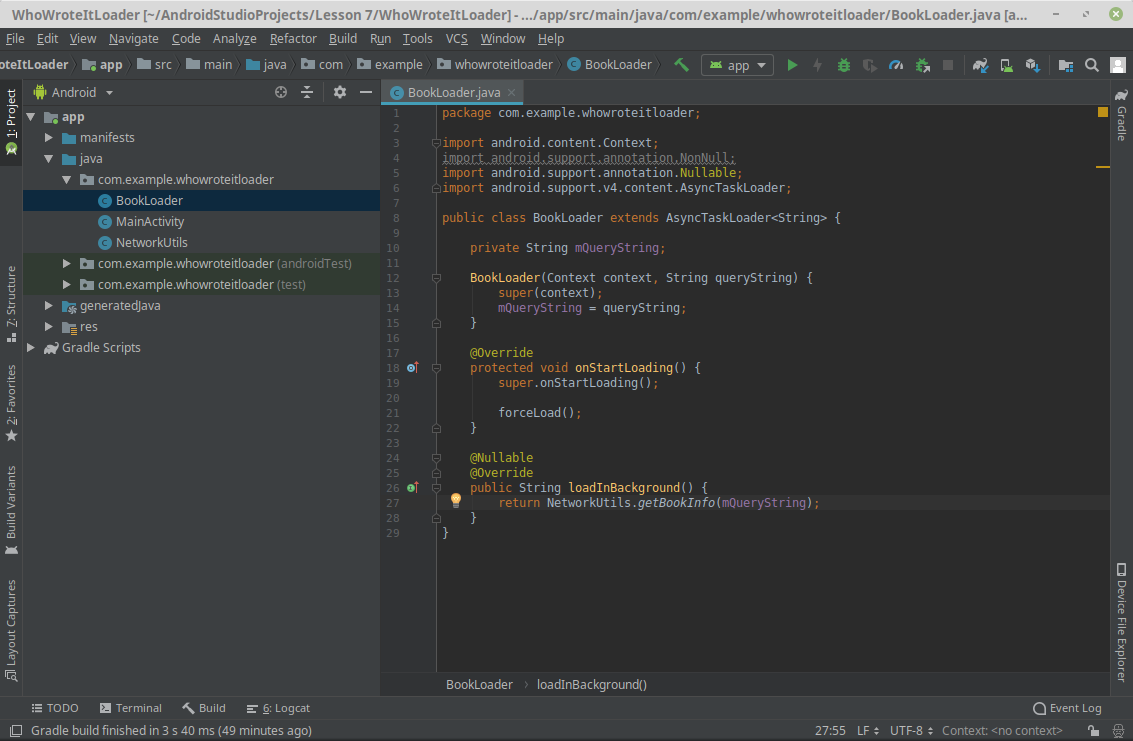 WhoWroteItLoader [~/AndroidStudioProjects/Lesson 7/WhoWroteItLoader] - .../app/src/main/java/com/example/whowroteitloader/BookLoader.java [a...
File Edit View Navigate Code Analyze Refactor Build Run Tools VCS Window Help
oteItLoader app src main java com example whowroteitloader BookLoader app
1: Project
7: Structure
2: Favorites
Build Variants
Layout Captures
Android
app
manifests
java
com.example.whowroteitloader
BookLoader
MainActivity
NetworkUtils
com.example.whowroteitloader (androidTest)
com.example.whowroteitloader (test)
generatedJava
res
Gradle Scripts
BookLoader.java
1 package com.example.whowroteitloader;
2
3 import android.content.Context;
4 import android.support.annotation.NonNull;
5 import android.support.annotation.Nullable;
6 import android.support.v4.content.AsyncTaskLoader;
7
8 public class BookLoader extends AsyncTaskLoader<String> {
9
10     private String mQueryString;
11
12     BookLoader(Context context, String queryString) {
13         super(context);
14         mQueryString = queryString;
15     }
16
17     @Override
18     protected void onStartLoading() {
19         super.onStartLoading();
20
21         forceLoad();
22     }
23
24     @Nullable
25     @Override
26     public String loadInBackground() {
27         return NetworkUtils.getBookInfo(mQueryString);
28     }
29 }
BookLoader loadInBackground()
Gradle
Device File Explorer
TODO Terminal Build 6: Logcat Event Log
Gradle build finished in 3 s 40 ms (49 minutes ago) 27:55 LF UTF-8 Context: <no context>